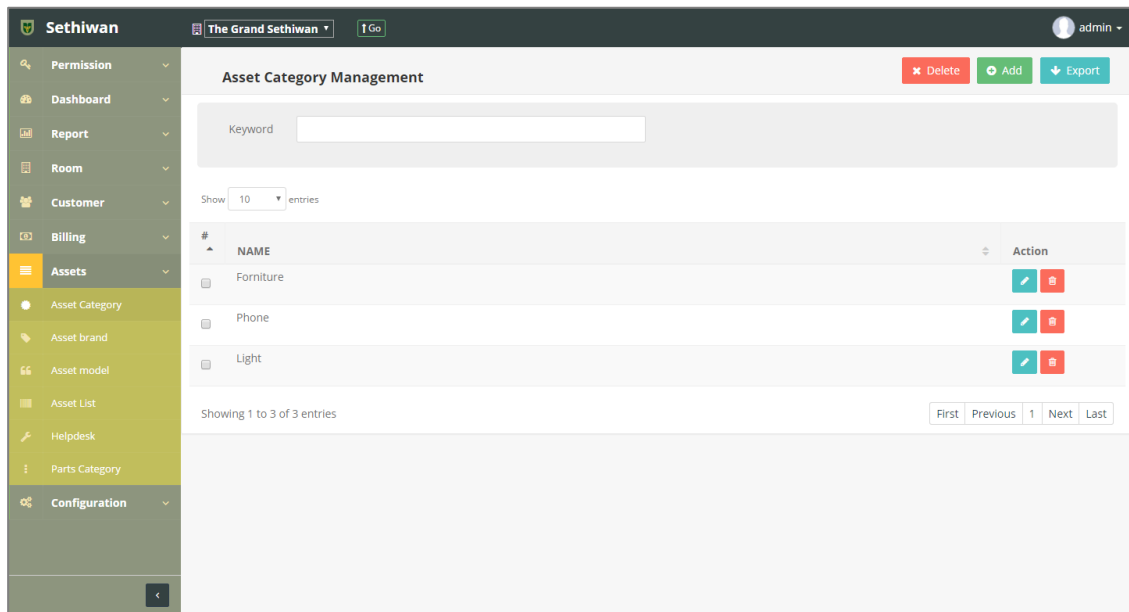 Sethiwan
The Grand Sethiwan
Go
admin
Permission
Dashboard
Report
Room
Customer
Billing
Assets
Asset Category
Asset brand
Asset model
Asset List
Helpdesk
Parts Category
Configuration
Asset Category Management
Delete
Add
Export
Keyword
Show 10 entries
# NAME Action
Forniture
Phone
Light
Showing 1 to 3 of 3 entries
First Previous 1 Next Last